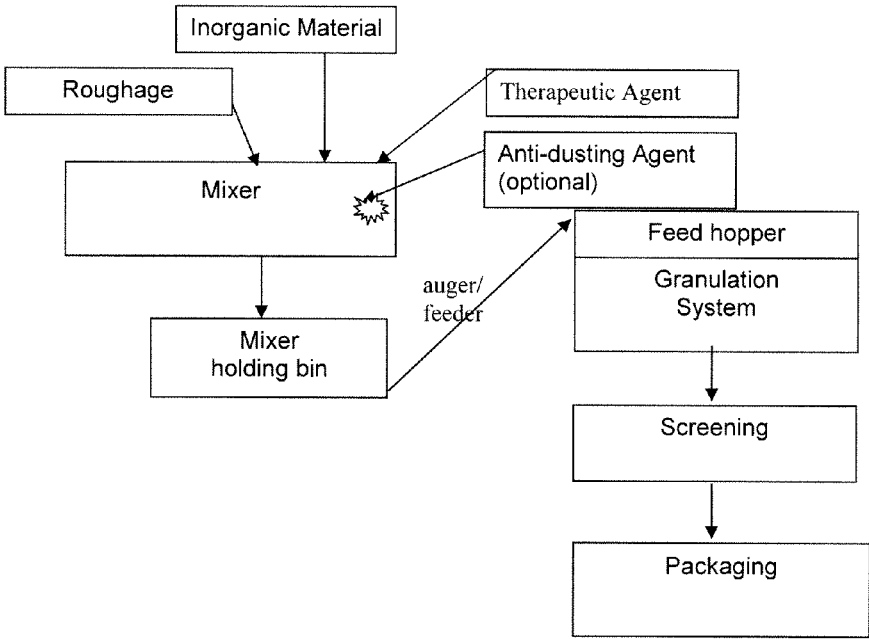 Inorganic Material
Roughage
Therapeutic Agent
Anti-dusting Agent
(optional)
Mixer
Feed hopper
Granulation
System
auger/
feeder
Mixer
holding bin
Screening
Packaging